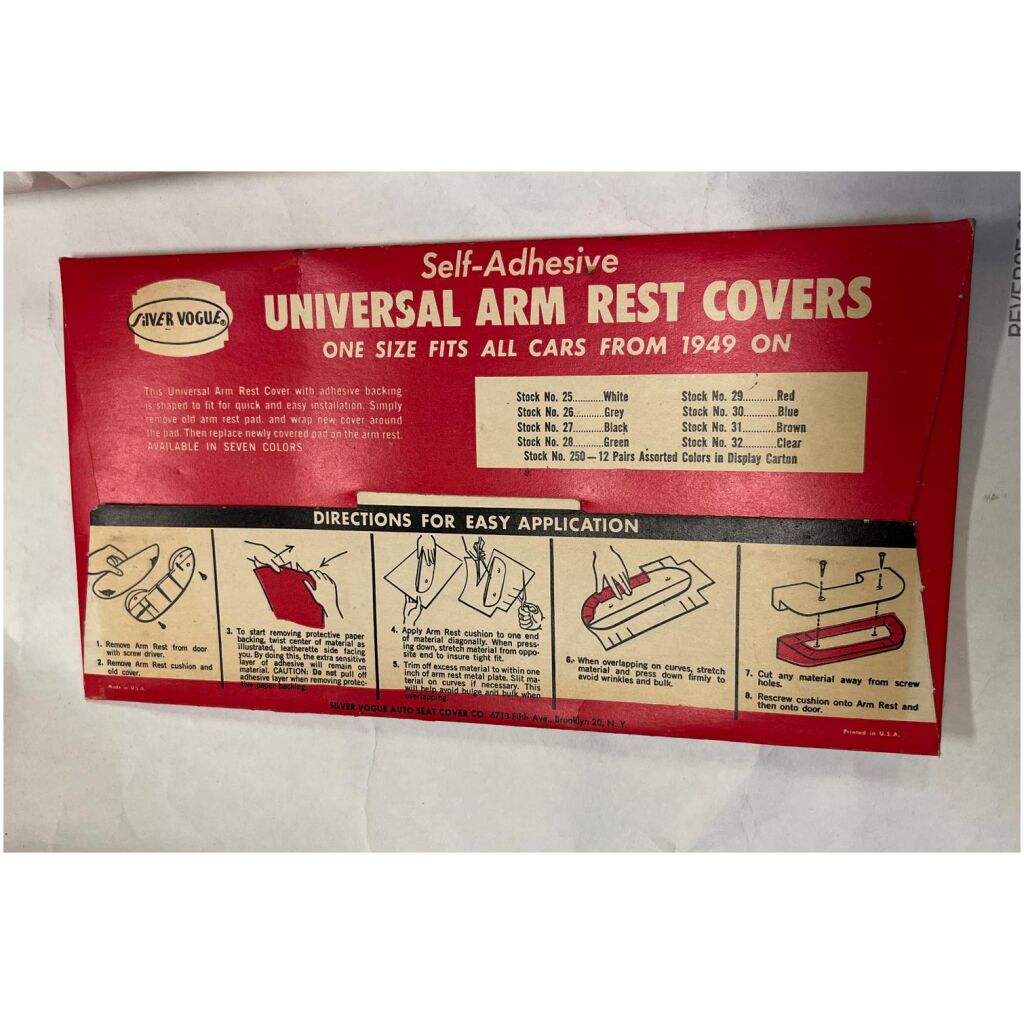 Self-Adhesive
SILVER VOGUE®
UNIVERSAL ARM REST COVERS
ONE SIZE FITS ALL CARS FROM 1949 ON
This Universal Arm Rest Cover with adhesive backing
is shaped to fit for quick and easy installation. Simply
remove old arm rest pad, and wrap new cover around
the pad. Then replace newly covered pad on the arm rest.
AVAILABLE IN SEVEN COLORS
Stock No. 25..........White
Stock No. 26..........Grey
Stock No. 27..........Black
Stock No. 28..........Green
Stock No. 29...........Red
Stock No. 30...........Blue
Stock No. 31...........Brown
Stock No. 32...........Clear
Stock No. 250—12 Pairs Assorted Colors in Display Carton
DIRECTIONS FOR EASY APPLICATION
1. Remove Arm Rest from door
with screw driver.
2. Remove Arm Rest cushion and
old cover.
Made in U.S.A.
3. To start removing protective paper
backing, twist center of material as
illustrated, leatherette side facing
you. By doing this, the extra sensitive
layer of adhesive will remain on
material. CAUTION: Do not pull off
adhesive layer when removing protec-
tive paper backing
4. Apply Arm Rest cushion to one end
of material diagonally. When press-
ing down, stretch material from oppo-
site end to insure tight fit.
5. Trim off excess material to within one
inch of arm rest metal plate. Slit ma-
terial on curves if necessary. This
will help avoid bulge and bulk when
overlapping.
6. When overlapping on curves, stretch
material and press down firmly to
avoid wrinkles and bulk.
7. Cut any material away from screw
holes.
8. Rescrew cushion onto Arm Rest and
then onto door.
SILVER VOGUE AUTO SEAT COVER CO. 6713 Fifth Ave., Brooklyn 20, N. Y.
Printed in U.S.A.
REVERSE